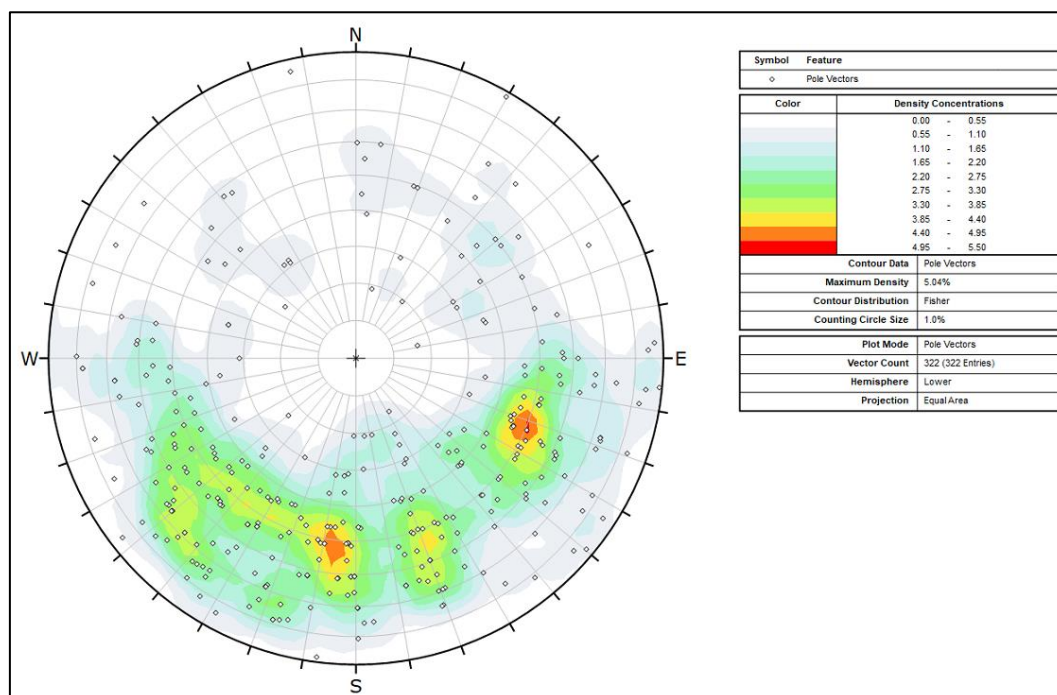 N
W
E
S
Symbol Feature
Pole Vectors
Color Density Concentrations
0.00 - 0.55
0.55 - 1.10
1.10 - 1.65
1.65 - 2.20
2.20 - 2.75
2.75 - 3.30
3.30 - 3.85
3.85 - 4.40
4.40 - 4.95
4.95 - 5.50
Contour Data Pole Vectors
Maximum Density 5.04%
Contour Distribution Fisher
Counting Circle Size 1.0%
Plot Mode Pole Vectors
Vector Count 322 (322 Entries)
Hemisphere Lower
Projection Equal Area